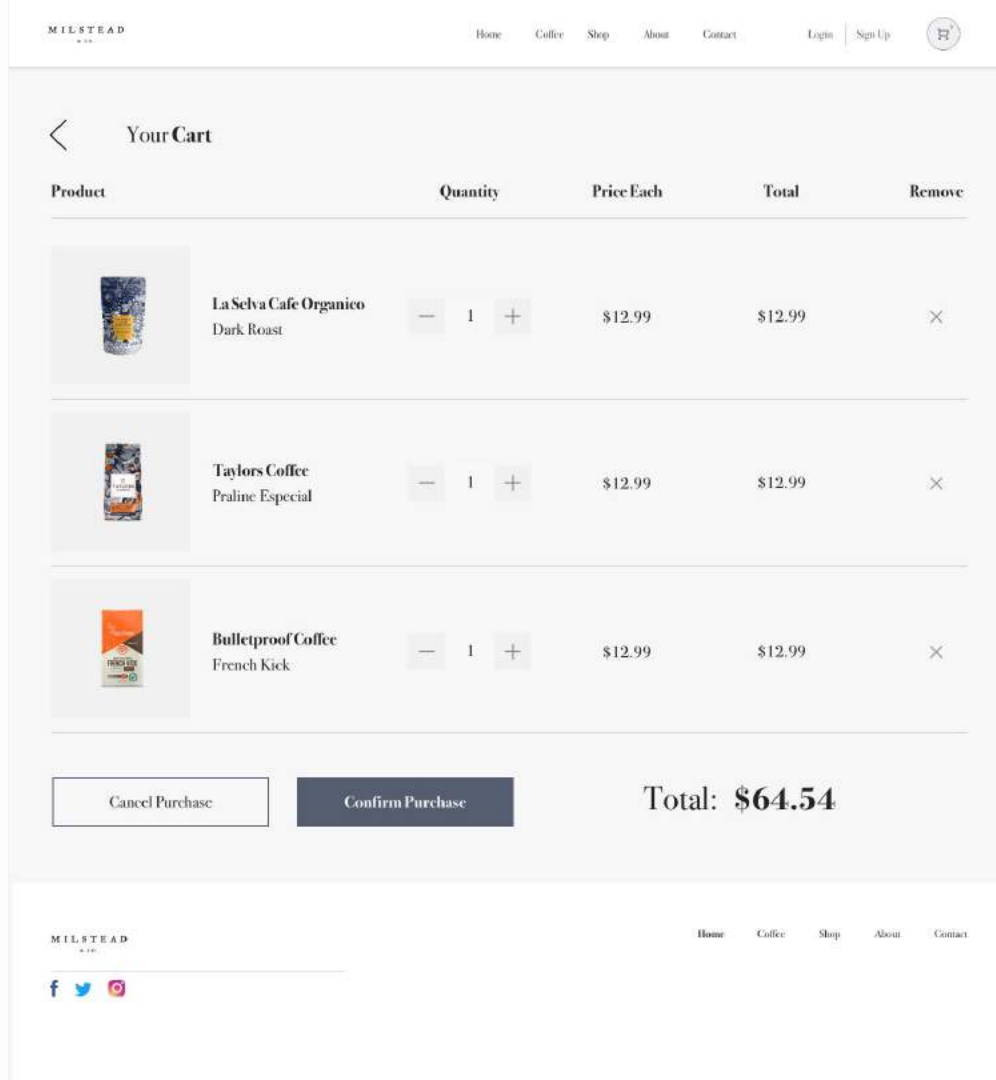 MILSTEAD
Home Coffee Shop About Contact Login Sign Up
Your Cart
Product Quantity Price Each Total Remove
La Selva Cafe Organico
Dark Roast
1 $12.99 $12.99
Taylors Coffee
Praline Especial
1 $12.99 $12.99
Bulletproof Coffee
French Kick
1 $12.99 $12.99
FRENCH KICK
Cancel Purchase Confirm Purchase Total: $64.54
MILSTEAD
Home Coffee Shop About Contact